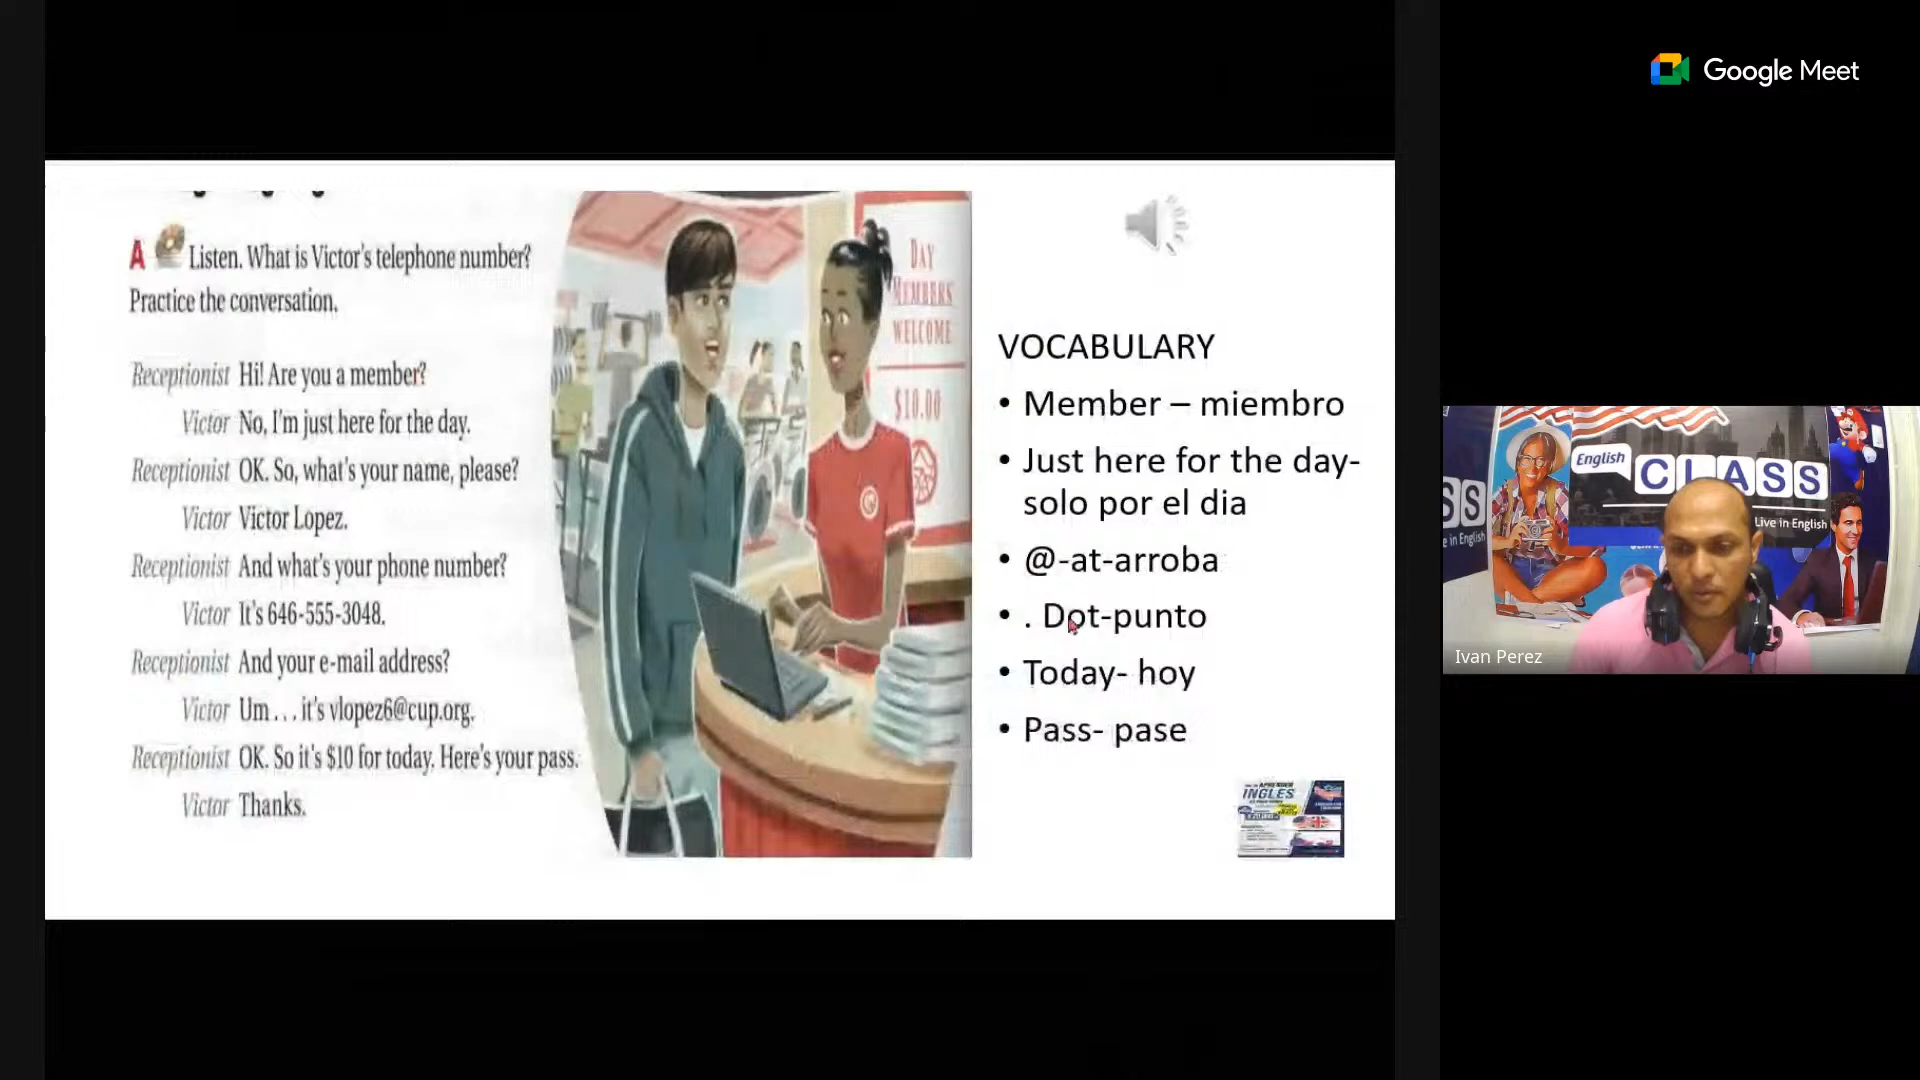 Google Meet
A Listen. What is Victor's telephone number?
Practice the conversation.
Receptionist Hi! Are you a member?
Victor No, I'm just here for the day.
Receptionist OK. So, what's your name, please?
Victor Victor Lopez.
Receptionist And what's your phone number?
Victor It's 646-555-3048.
Receptionist And your e-mail address?
Victor Um . . . it's vlopez6@cup.org.
Receptionist OK. So it's $10 for today. Here's your pass.
Victor Thanks.
DAY
MEMBERS
WELCOME
$10.00
VOCABULARY
• Member – miembro
• Just here for the day-
solo por el dia
• @-at-arroba
• . Dot-punto
• Today- hoy
• Pass- pase
INGLES
English
CLASS
Live in English
SS
e in English
Ivan Perez